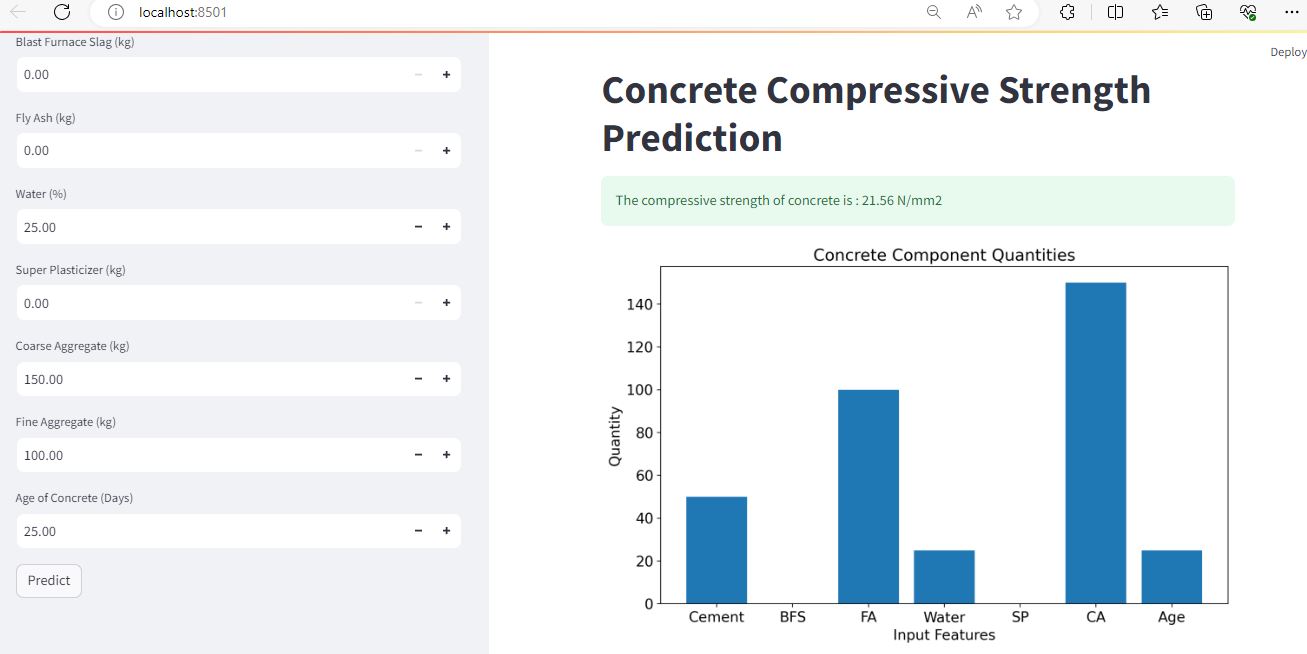 localhost:8501
Blast Furnace Slag (kg)
0.00
Fly Ash (kg)
0.00
Water (%)
25.00
Super Plasticizer (kg)
0.00
Coarse Aggregate (kg)
150.00
Fine Aggregate (kg)
100.00
Age of Concrete (Days)
25.00
Predict
Deploy
Concrete Compressive Strength
Prediction
The compressive strength of concrete is : 21.56 N/mm2
Concrete Component Quantities
Quantity
140
120
100
80
60
40
20
0
Cement BFS FA Water SP CA Age
Input Features